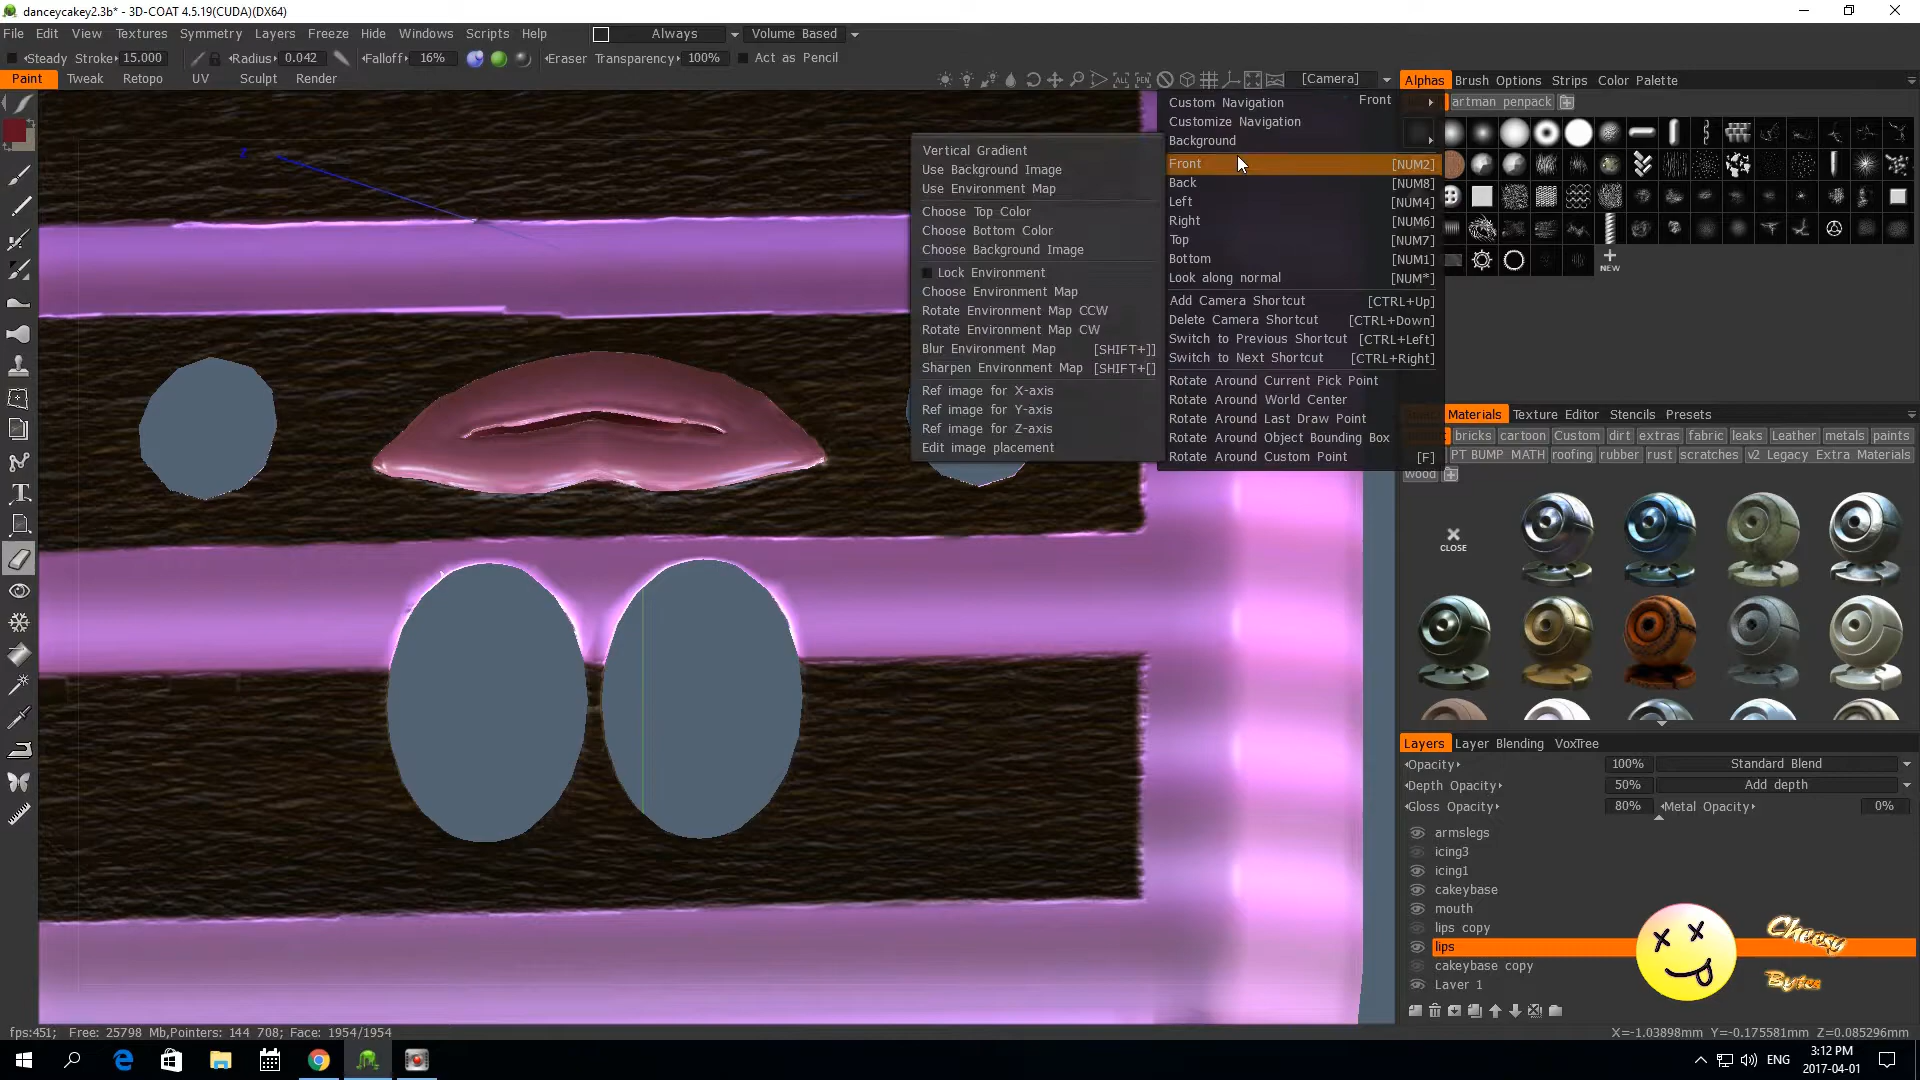 danceycakey2.3b* - 3D-COAT 4.5.19(CUDA)(DX64)
File Edit View Textures Symmetry Layers Freeze Hide Windows Scripts Help Always Volume Based
Steady Stroke 15.000 Radius 0.042 Falloff 16% Eraser Transparency 100% Act as Pencil
Paint Tweak Retopo UV Sculpt Render [Camera]
Alphas Brush Options Strips Color Palette
artman penpack
NEW
Custom Navigation Front
Customize Navigation
Background
Front [NUM2]
Back [NUM8]
Left [NUM4]
Right [NUM6]
Top [NUM7]
Bottom [NUM1]
Look along normal [NUM*]
Add Camera Shortcut [CTRL+Up]
Delete Camera Shortcut [CTRL+Down]
Switch to Previous Shortcut [CTRL+Left]
Switch to Next Shortcut [CTRL+Right]
Rotate Around Current Pick Point
Rotate Around World Center
Rotate Around Last Draw Point
Rotate Around Object Bounding Box
Rotate Around Custom Point [F]
Vertical Gradient
Use Background Image
Use Environment Map
Choose Top Color
Choose Bottom Color
Choose Background Image
Lock Environment
Choose Environment Map
Rotate Environment Map CCW
Rotate Environment Map CW
Blur Environment Map [SHIFT+]]
Sharpen Environment Map [SHIFT+[]
Ref image for X-axis
Ref image for Y-axis
Ref image for Z-axis
Edit image placement
Materials Texture Editor Stencils Presets
bricks cartoon Custom dirt extras fabric leaks Leather metals paints
PT BUMP MATH roofing rubber rust scratches v2 Legacy Extra Materials
wood
CLOSE
Layers Layer Blending VoxTree
Opacity 100% Standard Blend
Depth Opacity 50% Add depth
Gloss Opacity 80% Metal Opacity 0%
armslegs
icing3
icing1
cakeybase
mouth
lips copy
lips
cakeybase copy
Layer 1
Cheesy
Bytes
fps:451; Free: 25798 Mb,Pointers: 144 708; Face: 1954/1954
X=-1.03898mm Y=-0.175581mm Z=0.085296mm
ENG
3:12 PM
2017-04-01